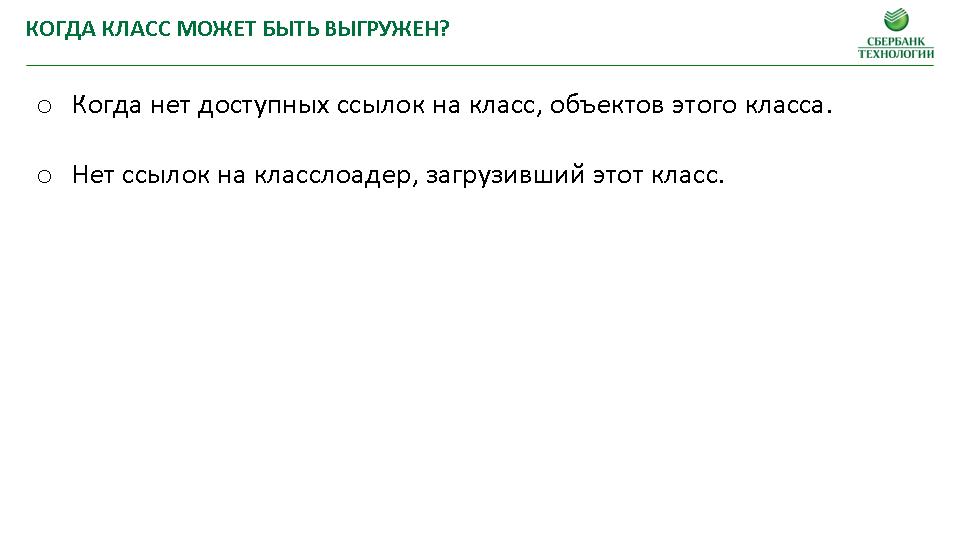 КОГДА КЛАСС МОЖЕТ БЫТЬ ВЫГРУЖЕН?
СБЕРБАНК
ТЕХНОЛОГИИ
o Когда нет доступных ссылок на класс, объектов этого класса.
o Нет ссылок на класслоадер, загрузивший этот класс.